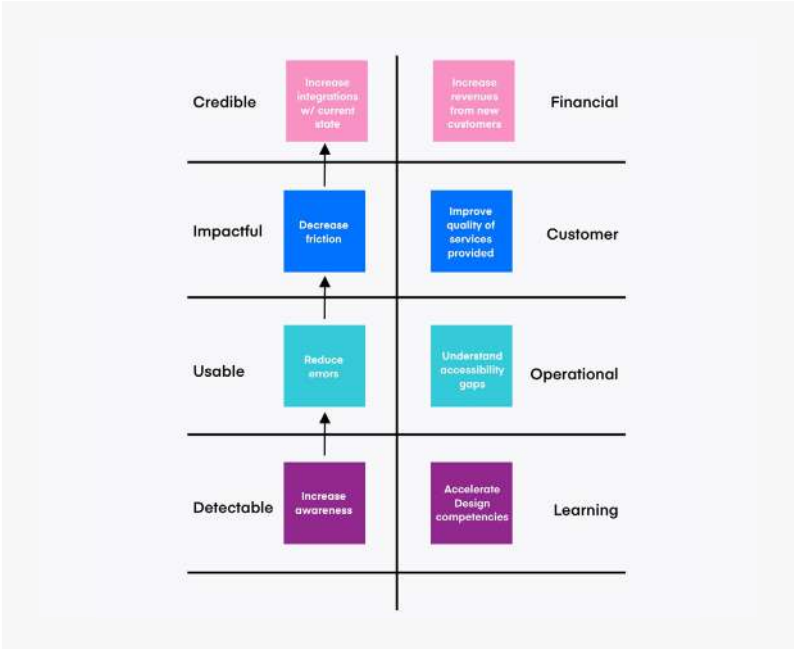 Credible
Increase
integrations
w/ current
state
Increase
revenues
from new
customers
Financial
Impactful
Decrease
friction
Improve
quality of
services
provided
Customer
Usable
Reduce
errors
Understand
accessibility
gaps
Operational
Detectable
Increase
awareness
Accelerate
Design
competencies
Learning